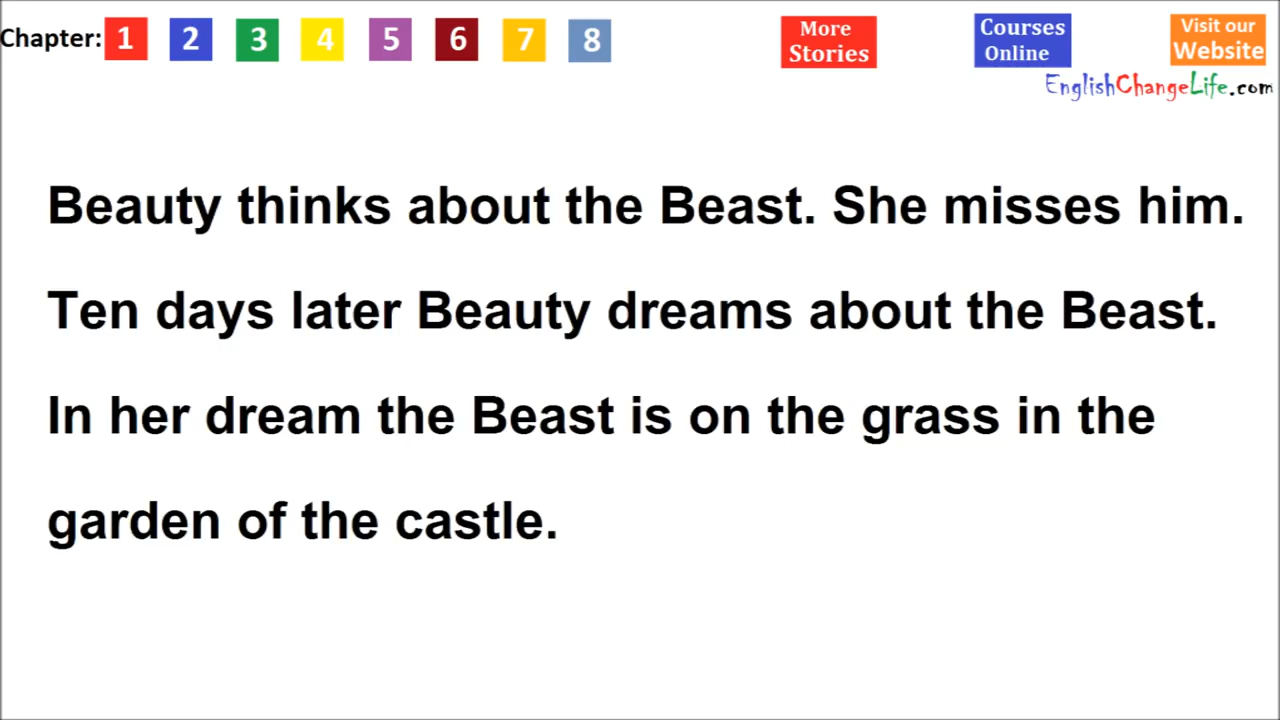 Chapter: 1 2 3 4 5 6 7 8
More Stories
Courses Online
Visit our Website
EnglishChangeLife.com
Beauty thinks about the Beast. She misses him.
Ten days later Beauty dreams about the Beast.
In her dream the Beast is on the grass in the
garden of the castle.